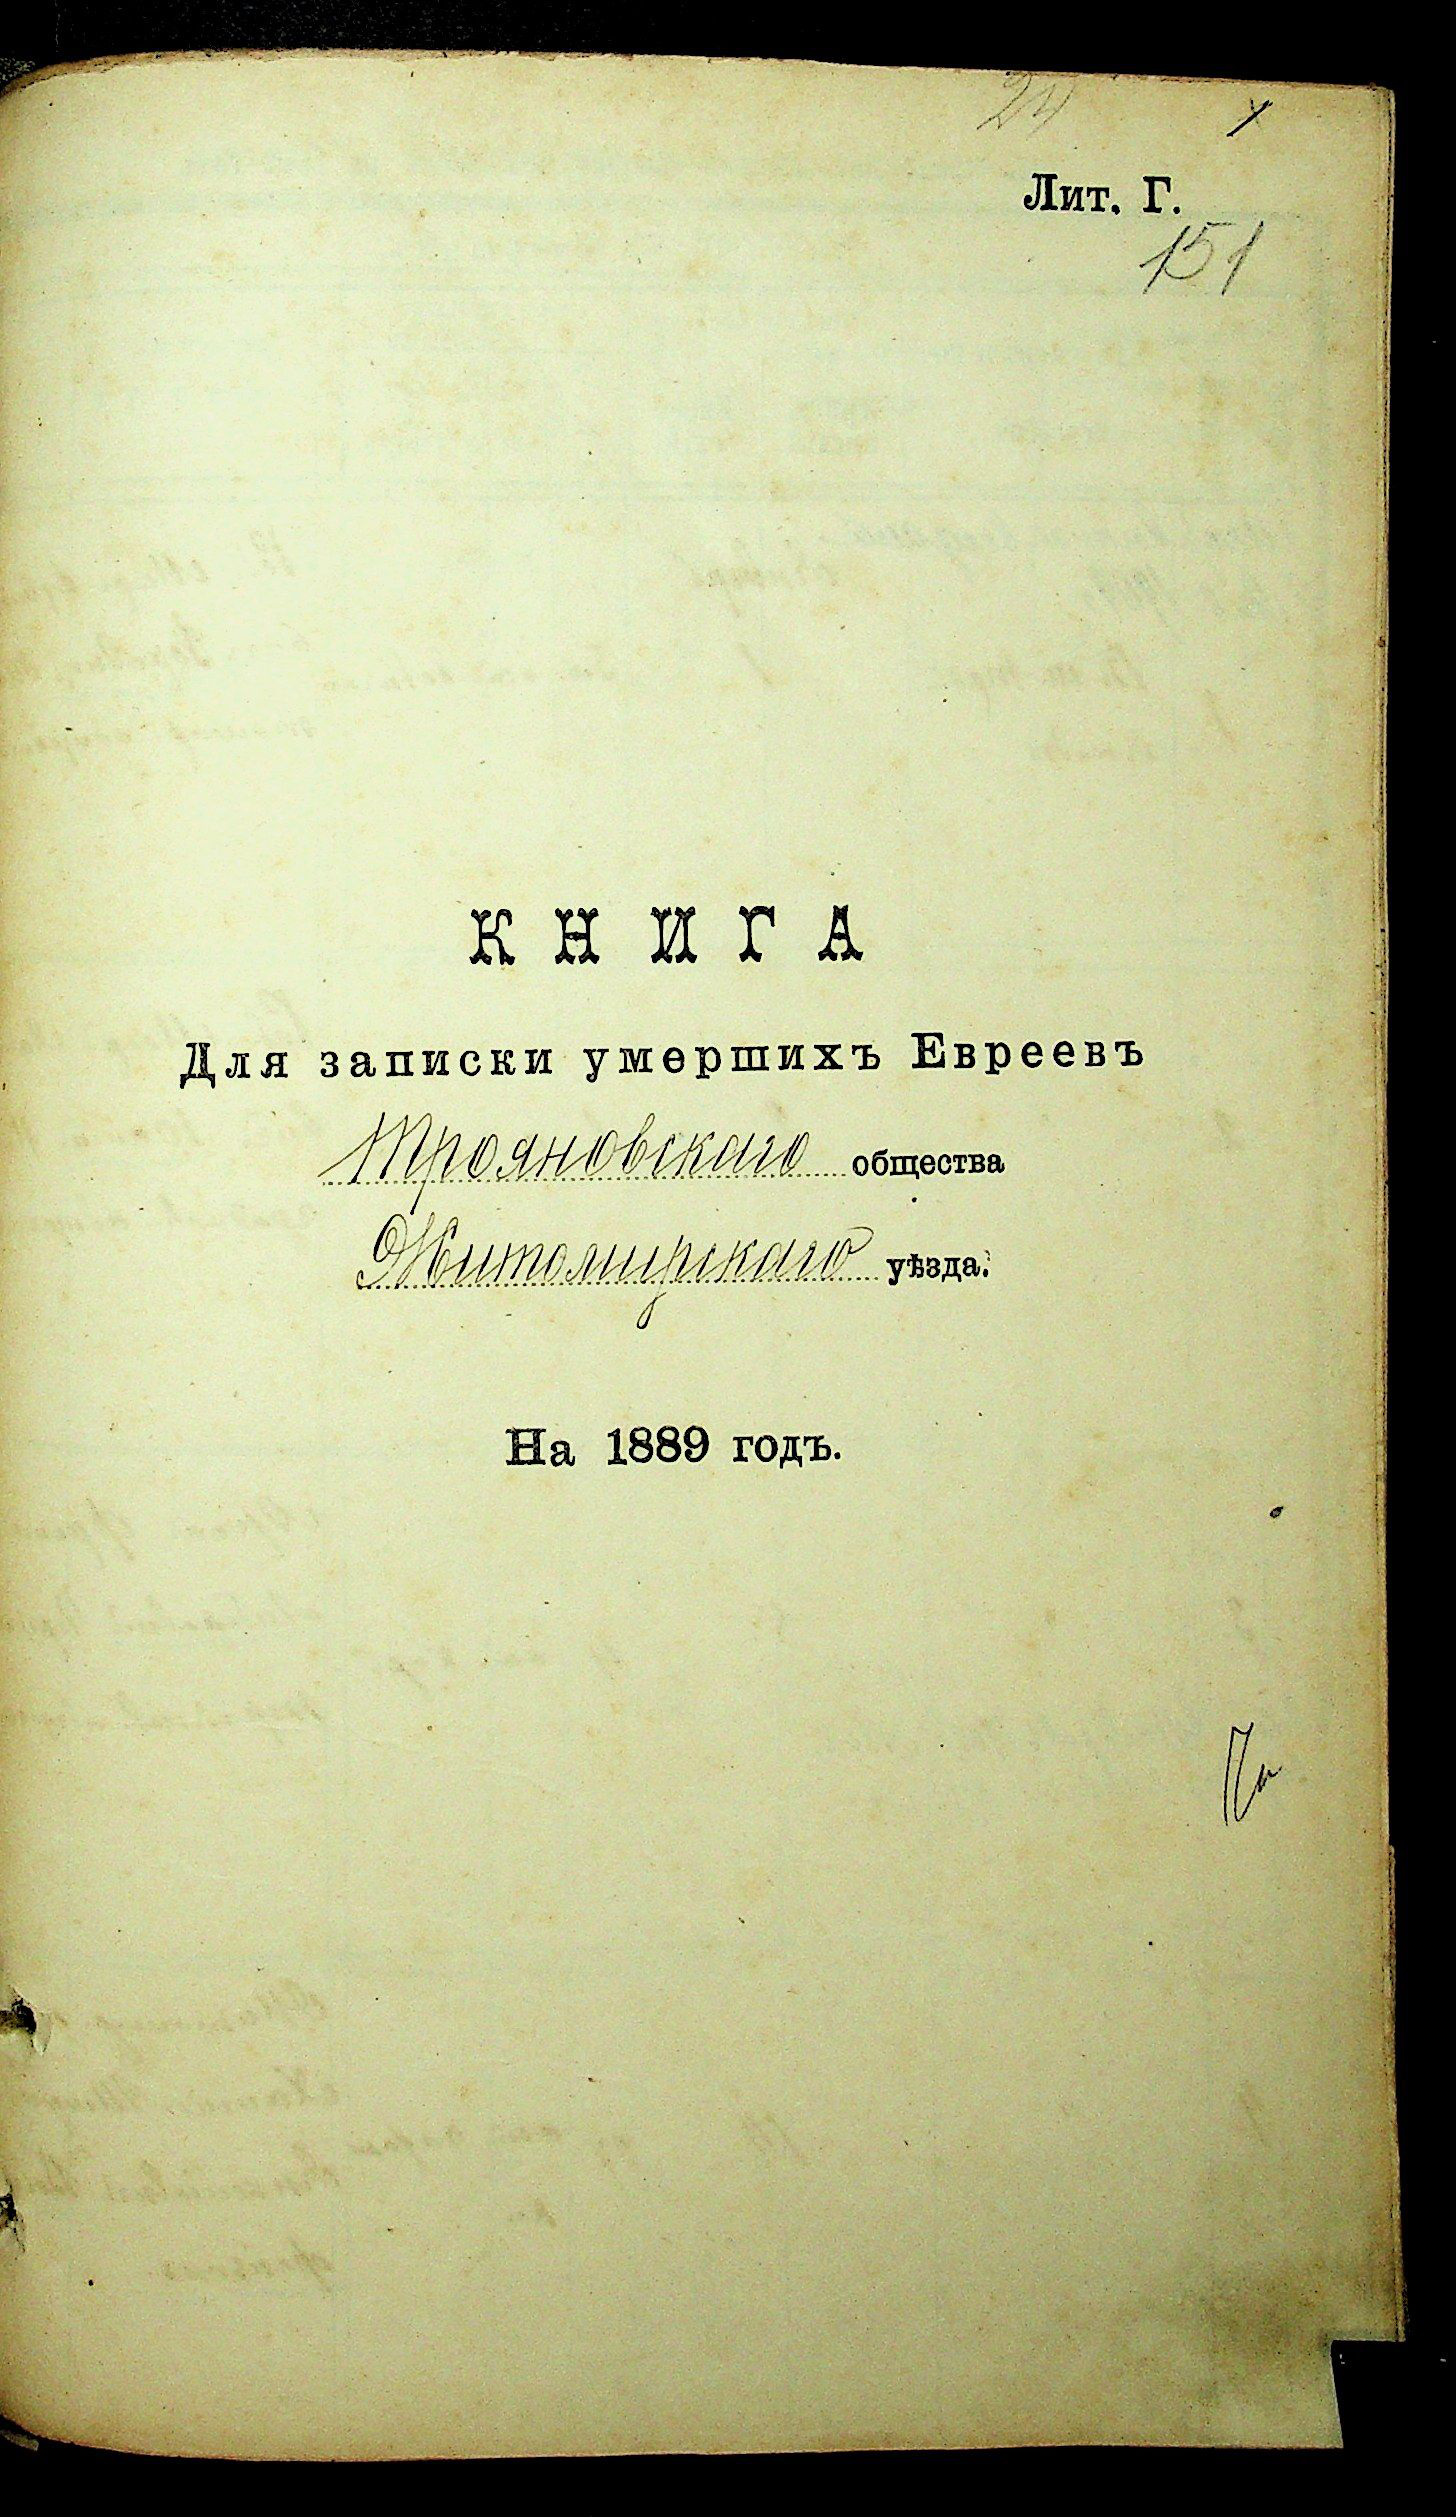 Лит. Г.
151
КНИГА
Для записки умершихъ Евреевъ
Трояновскаго общества
Житомирскаго уѣзда.
На 1889 годъ.